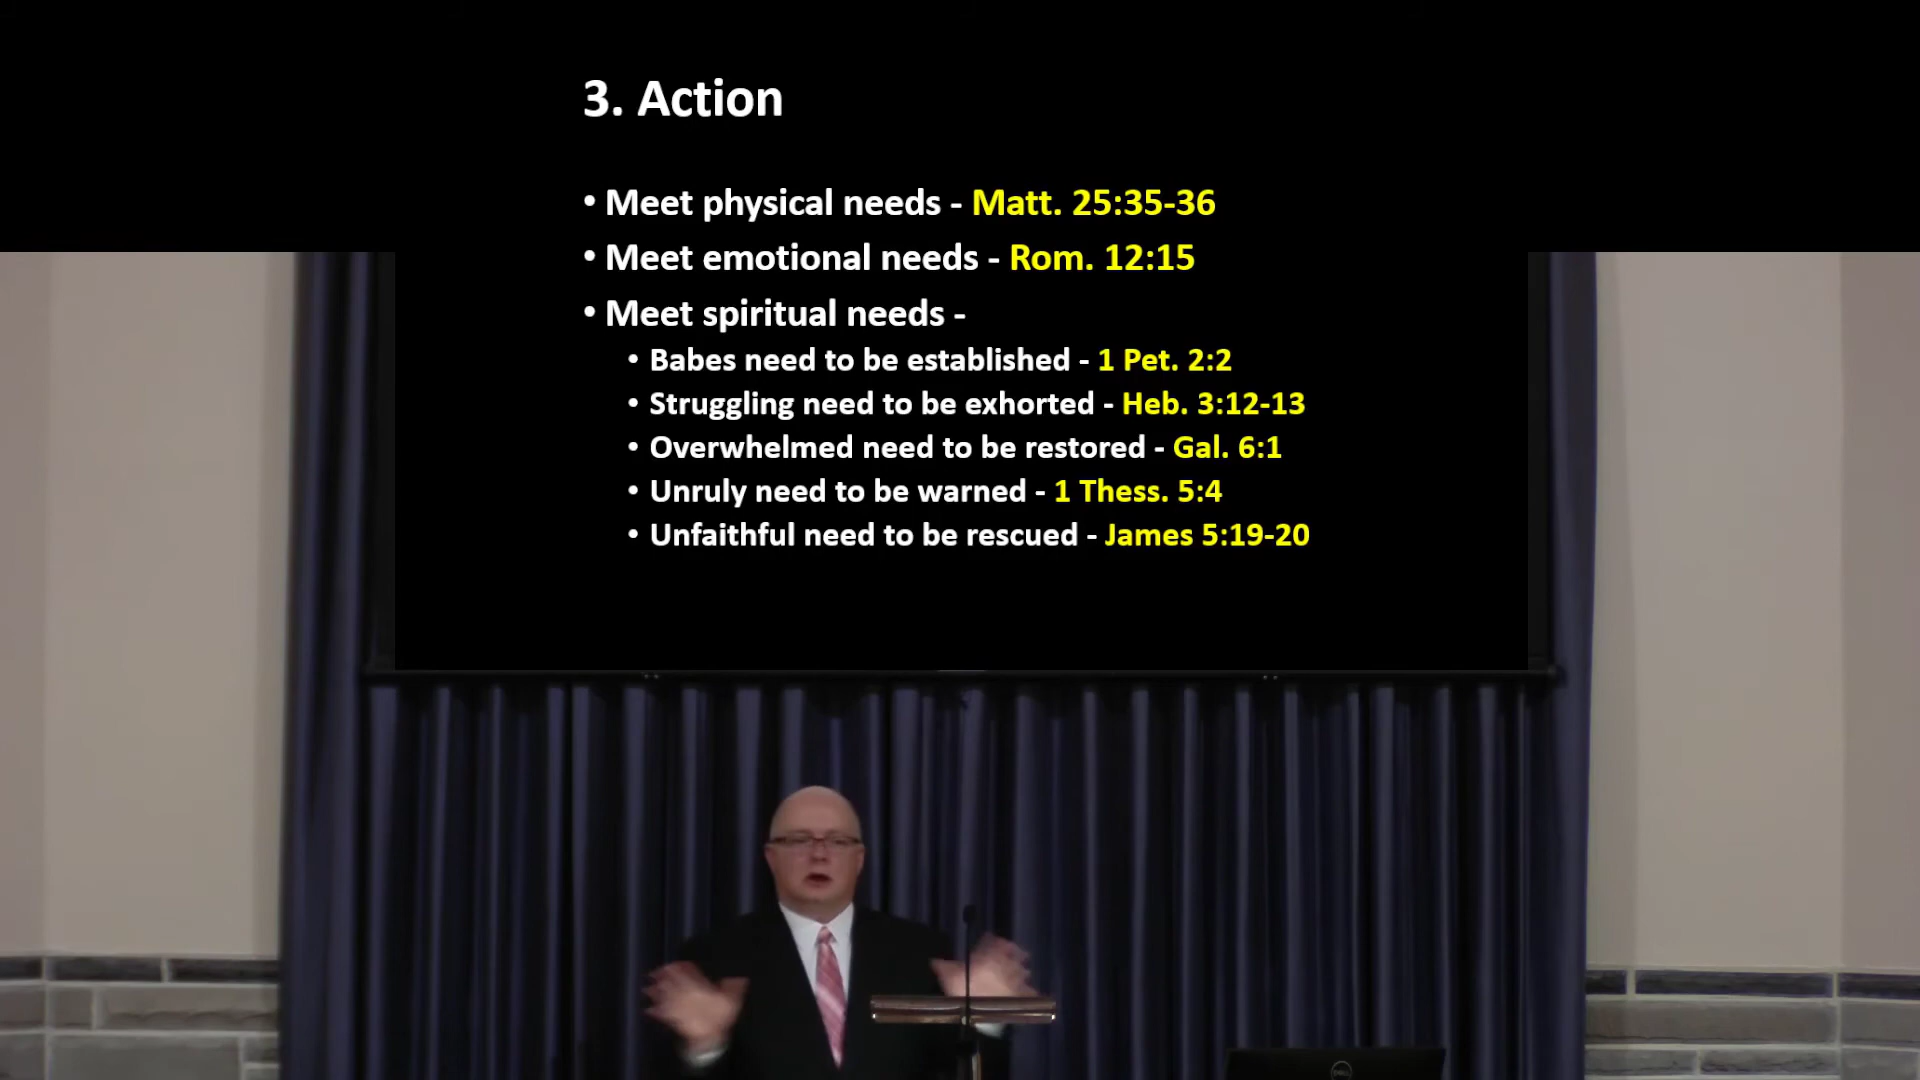 3. Action
• Meet physical needs - Matt. 25:35-36
• Meet emotional needs - Rom. 12:15
• Meet spiritual needs -
• Babes need to be established - 1 Pet. 2:2
• Struggling need to be exhorted - Heb. 3:12-13
• Overwhelmed need to be restored - Gal. 6:1
• Unruly need to be warned - 1 Thess. 5:4
• Unfaithful need to be rescued - James 5:19-20
DELL